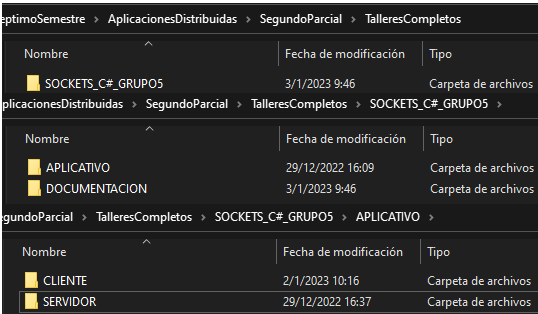 eptimoSemestre > AplicacionesDistribuidas > SegundoParcial > TalleresCompletos
Nombre Fecha de modificación Tipo
SOCKETS_C#_GRUPO5 3/1/2023 9:46 Carpeta de archivos
plicacionesDistribuidas > SegundoParcial > TalleresCompletos > SOCKETS_C#_GRUPO5 >
Nombre Fecha de modificación Tipo
APLICATIVO 29/12/2022 16:09 Carpeta de archivos
DOCUMENTACION 3/1/2023 9:46 Carpeta de archivos
egundoParcial > TalleresCompletos > SOCKETS_C#_GRUPO5 > APLICATIVO >
Nombre Fecha de modificación Tipo
CLIENTE 2/1/2023 10:16 Carpeta de archivos
SERVIDOR 29/12/2022 16:37 Carpeta de archivos